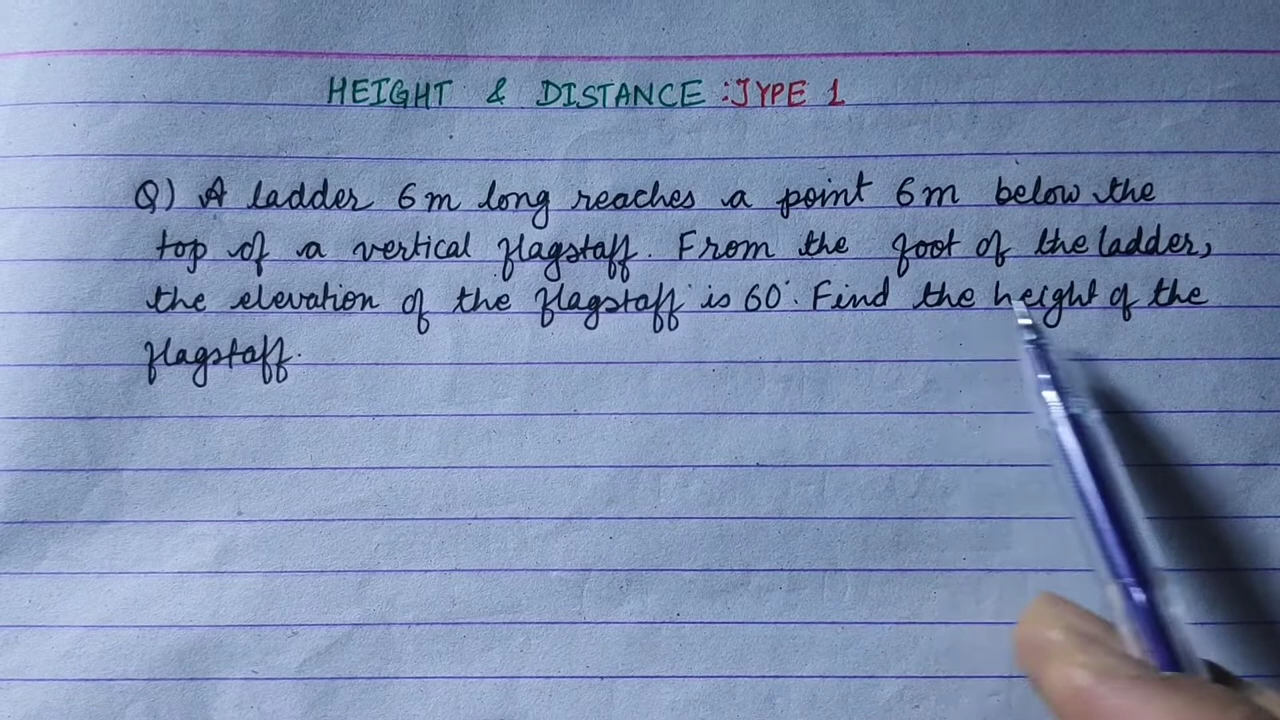 HEIGHT & DISTANCE : TYPE 1
Q) A ladder 6m long reaches a point 6m below the
top of a vertical flagstaff. From the foot of the ladder,
the elevation of the flagstaff is 60°. Find the height of the
flagstaff.